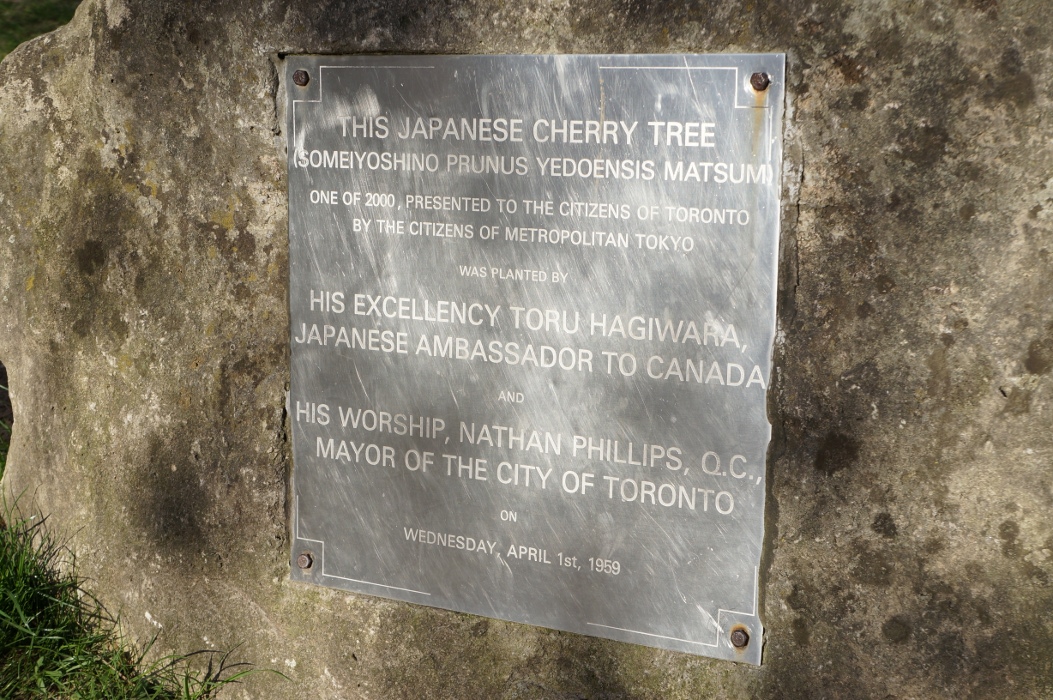 THIS JAPANESE CHERRY TREE
(SOMEIYOSHINO PRUNUS YEDOENSIS MATSUM)
ONE OF 2000, PRESENTED TO THE CITIZENS OF TORONTO
BY THE CITIZENS OF METROPOLITAN TOKYO
WAS PLANTED BY
HIS EXCELLENCY TORU HAGIWARA,
JAPANESE AMBASSADOR TO CANADA
AND
HIS WORSHIP, NATHAN PHILLIPS, Q.C.,
MAYOR OF THE CITY OF TORONTO
ON
WEDNESDAY, APRIL 1st, 1959